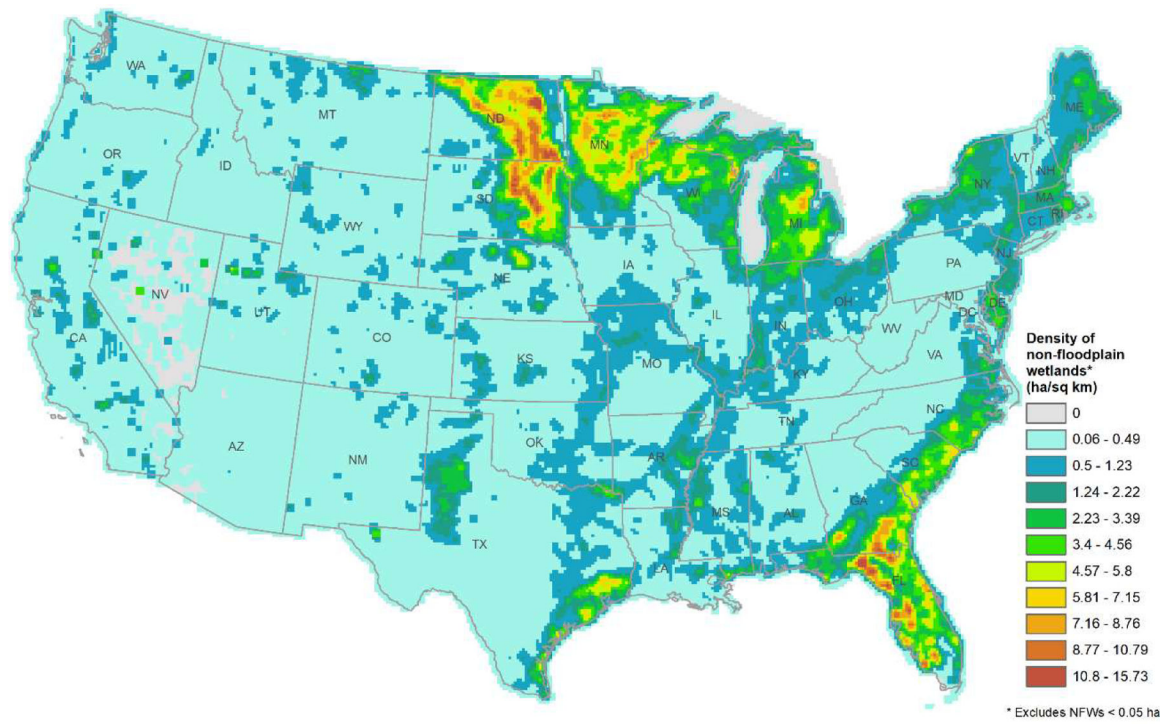 WA
MT
ND
MN
ME
OR
ID
VT
NH
NY
SD
WI
MA
WY
MI
CT
RI
IA
PA
NJ
NE
NV
UT
IL
IN
OH
MD
DE
DC
CA
CO
KS
MO
WV
VA
KY
NC
TN
OK
AZ
NM
AR
SC
MS
AL
GA
TX
LA
FL
Density of
non-floodplain
wetlands*
(ha/sq km)
0
0.06 - 0.49
0.5 - 1.23
1.24 - 2.22
2.23 - 3.39
3.4 - 4.56
4.57 - 5.8
5.81 - 7.15
7.16 - 8.76
8.77 - 10.79
10.8 - 15.73
* Excludes NFWs < 0.05 ha